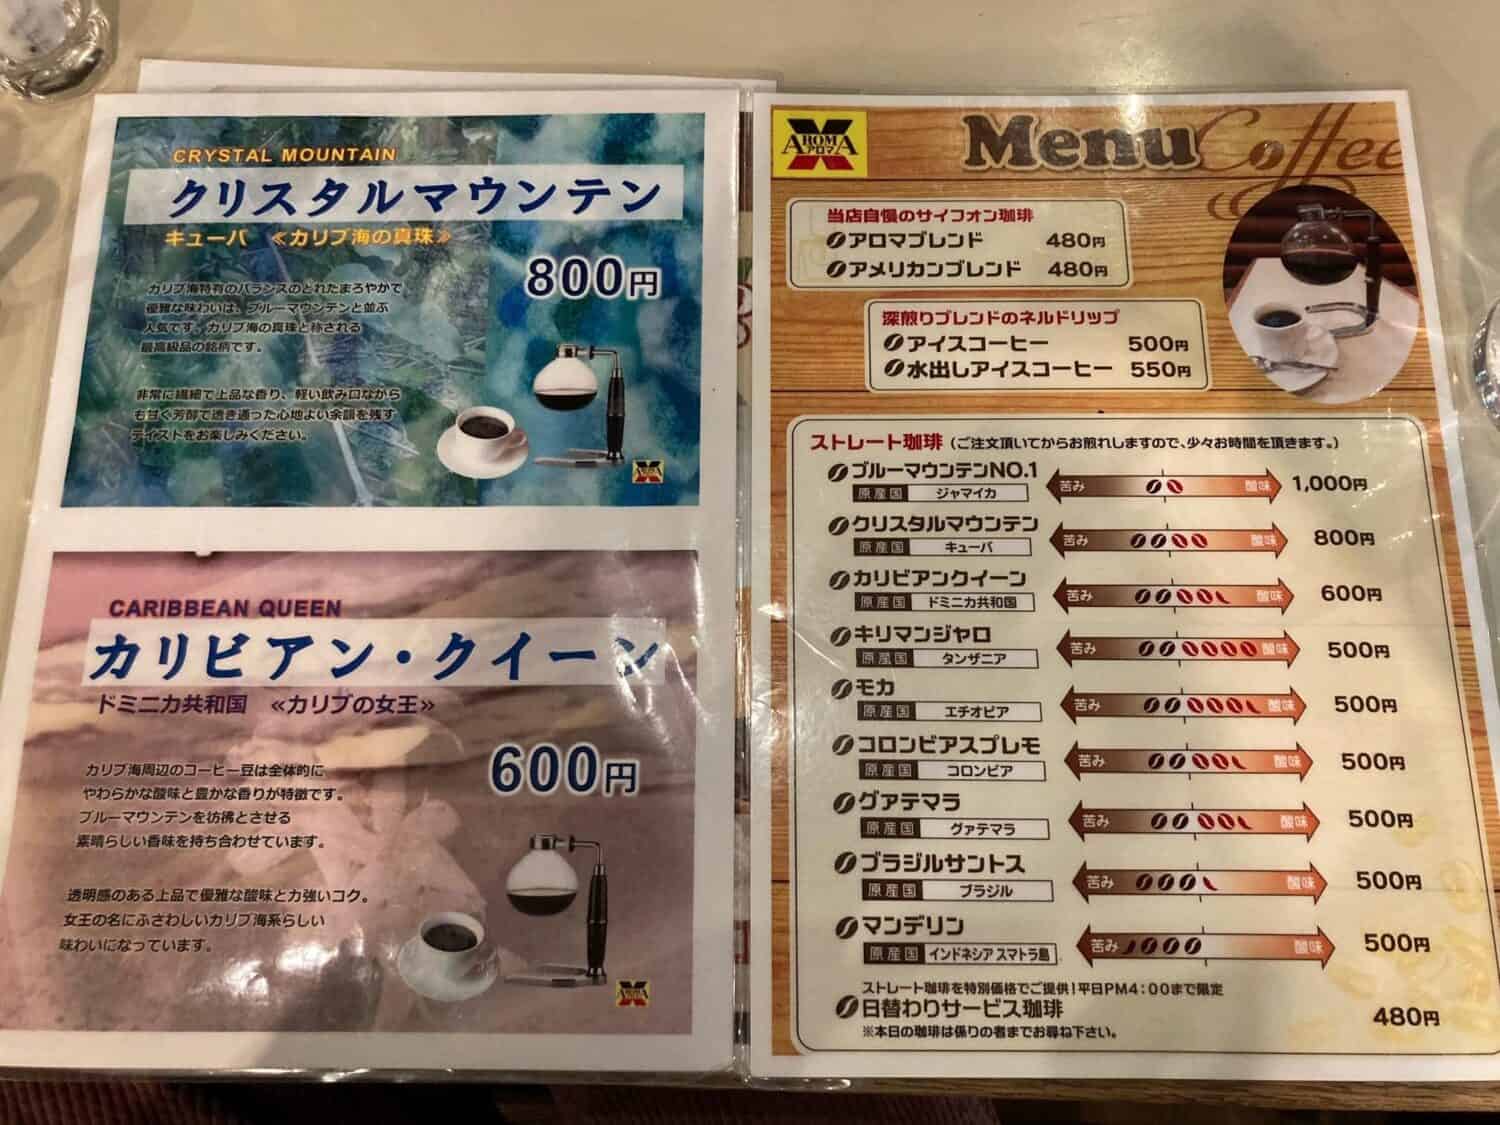 CRYSTAL MOUNTAIN
クリスタルマウンテン
キューバ ≪カリブ海の真珠≫
800円
カリブ海特有のバランスのとれたまろやかで
優雅な味わいは、ブルーマウンテンと並ぶ
人気です。カリブ海の真珠と称される
最高級品の銘柄です。
非常に繊細で上品な香り、軽い飲み口ながら
も甘く芳醇で透き通った心地よい余韻を残す
テイストをお楽しみください。
AROMA
CARIBBEAN QUEEN
カリビアン・クイーン
ドミニカ共和国 ≪カリブの女王≫
600円
カリブ海周辺のコーヒー豆は全体的に
やわらかな酸味と豊かな香りが特徴です。
ブルーマウンテンを彷彿とさせる
素晴らしい香味を持ち合わせています。
透明感のある上品で優雅な酸味と力強いコク。
女王の名にふさわしいカリブ海系らしい
味わいになっています。
AROMA
AROMA
アロマ
Menu Coffee
当店自慢のサイフォン珈琲
アロマブレンド 480円
アメリカンブレンド 480円
深煎りブレンドのネルドリップ
アイスコーヒー 500円
水出しアイスコーヒー 550円
ストレート珈琲 (ご注文頂いてからお煎れしますので、少々お時間を頂きます。)
ブルーマウンテンNO.1 苦み 酸味 1,000円
原産国 ジャマイカ
クリスタルマウンテン 苦み 酸味 800円
原産国 キューバ
カリビアンクイーン 苦み 酸味 600円
原産国 ドミニカ共和国
キリマンジャロ 苦み 酸味 500円
原産国 タンザニア
モカ 苦み 酸味 500円
原産国 エチオピア
コロンビアスプレモ 苦み 酸味 500円
原産国 コロンビア
グァテマラ 苦み 酸味 500円
原産国 グァテマラ
ブラジルサントス 苦み 酸味 500円
原産国 ブラジル
マンデリン 苦み 酸味 500円
原産国 インドネシア スマトラ島
ストレート珈琲を特別価格でご提供!平日PM4:00まで限定
日替わりサービス珈琲 480円
※本日の珈琲は係りの者までお尋ね下さい。